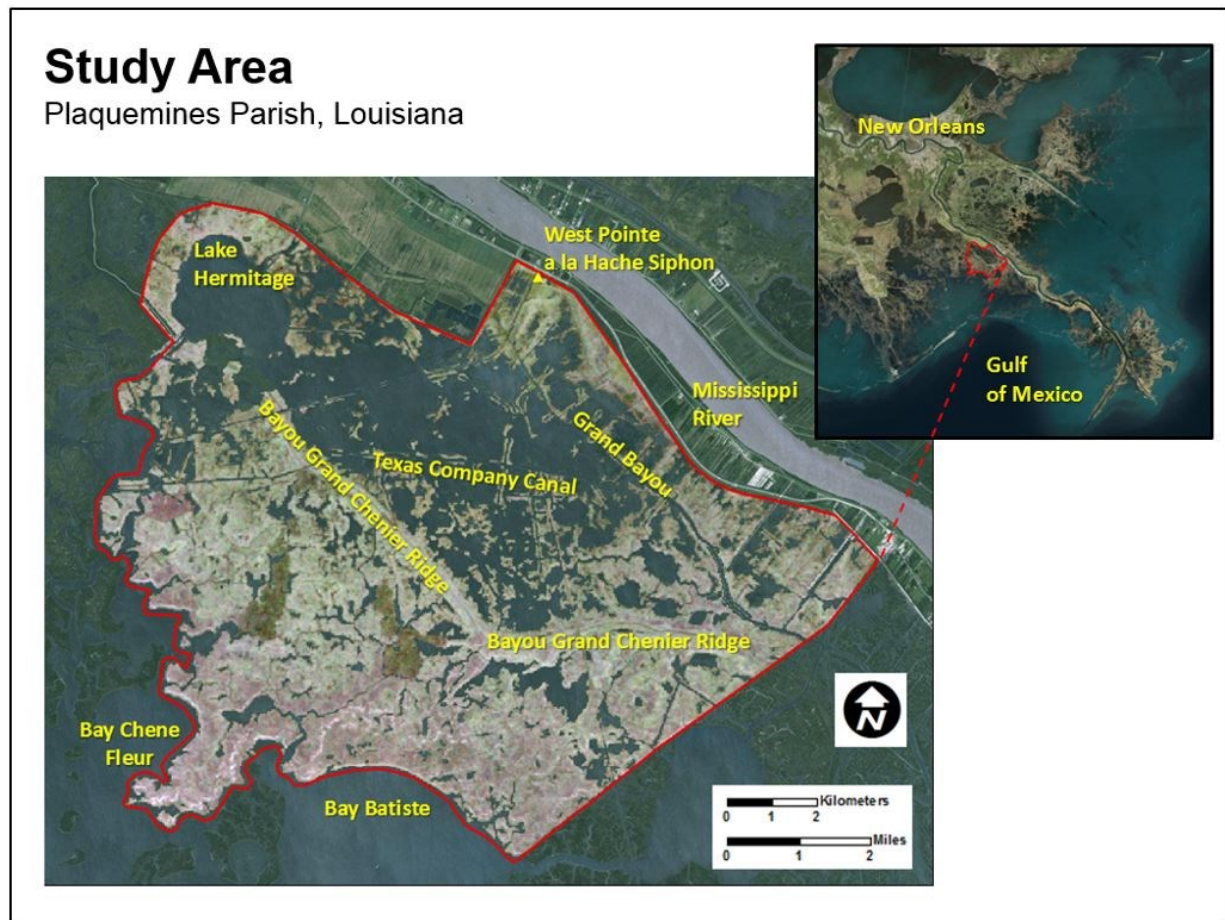 Study Area
Plaquemines Parish, Louisiana
New Orleans
Gulf
of Mexico
West Pointe
a la Hache Siphon
Lake
Hermitage
Mississippi
River
Grand Bayou
Bayou Grand Chenier Ridge
Texas Company Canal
Bayou Grand Chenier Ridge
Bay Chene
Fleur
Bay Batiste
N
Kilometers
0 1 2
Miles
0 1 2